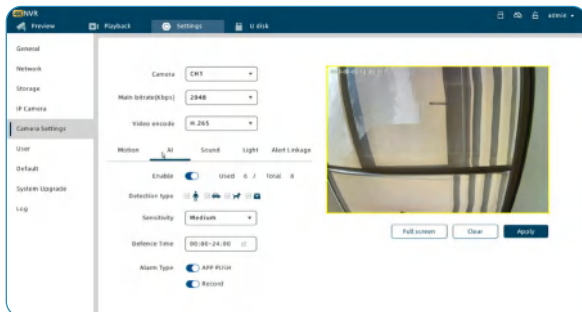 NVR
Preview Playback Settings U disk admin
General
Network
Storage
IP Camera
Camera Settings
User
Default
System Upgrade
Log
Camera CH1
Main bitrate(Kbps) 2048
Video encode H.265
Motion AI Sound Light Alert Linkage
Enable Used 6 / Total 8
Detection type
Sensitivity Medium
Defence Time 00:00-24:00
Alarm Type APP PUSH
Record
Full screen Clear Apply